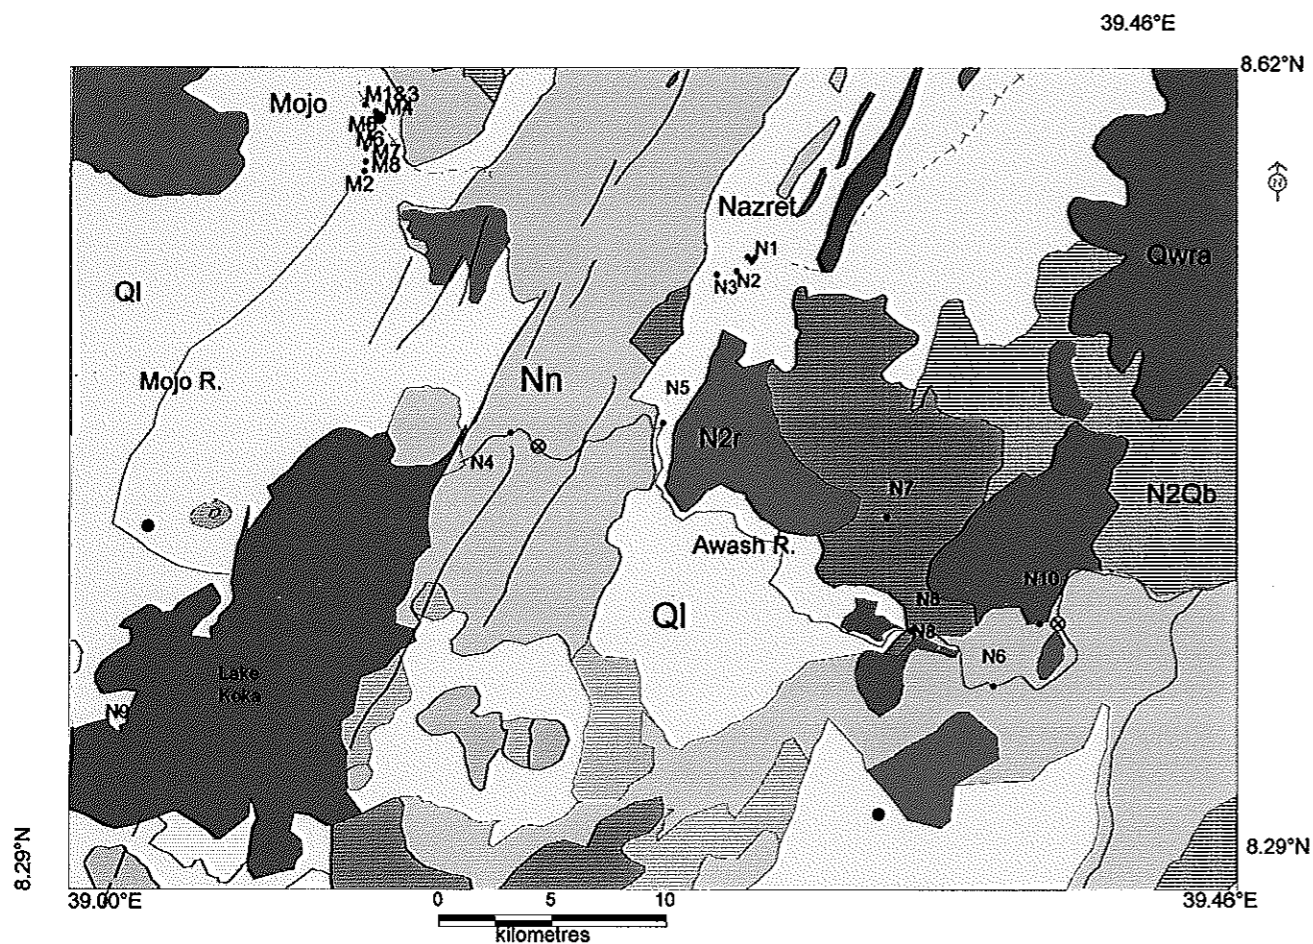 39.46°E
8.62°N
M1&3
Mojo
M4
M5
M6
M7
M8
M2
N
Nazret
N1
Qwra
N2
N3
Ql
Mojo R.
Nn
N5
N2r
N4
N7
N2Qb
Awash R.
N10
Ql
N8
N6
Lake
Koka
N9
8.29°N
8.29°N
39.00°E
0 5 10
39.46°E
kilometres